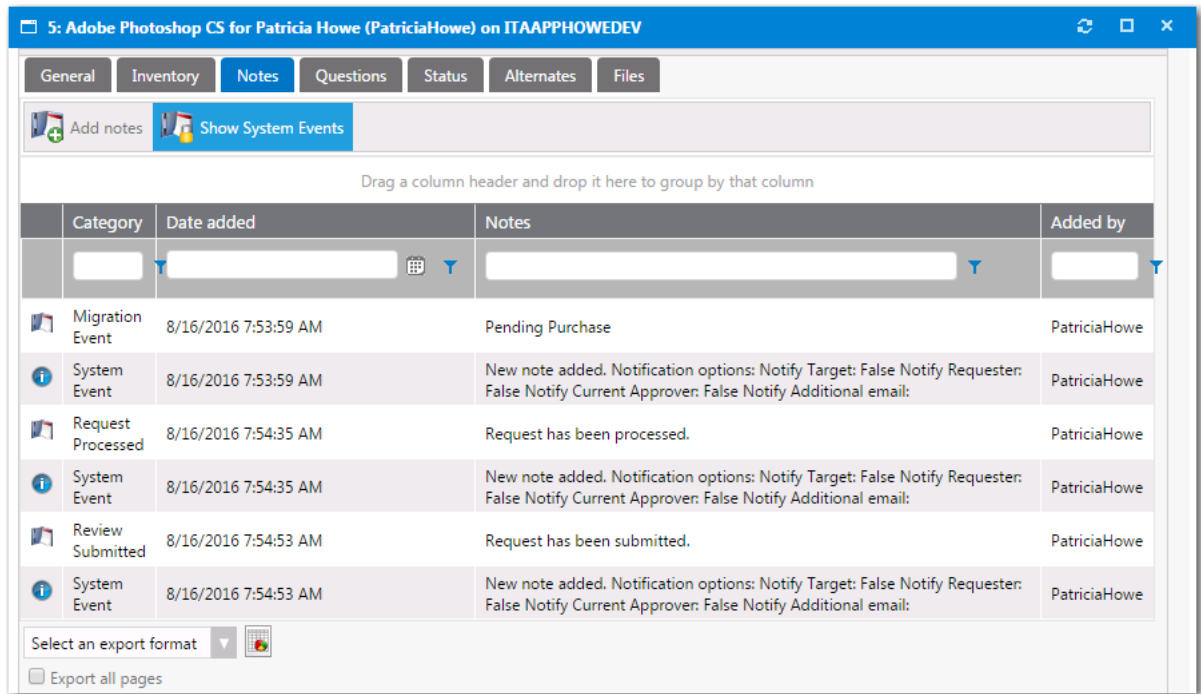 5: Adobe Photoshop CS for Patricia Howe (PatriciaHowe) on ITAAPPHOWEDEV
General Inventory Notes Questions Status Alternates Files
Add notes Show System Events
Drag a column header and drop it here to group by that column
Category Date added Notes Added by
Migration
Event
8/16/2016 7:53:59 AM
Pending Purchase
PatriciaHowe
System
Event
8/16/2016 7:53:59 AM
New note added. Notification options: Notify Target: False Notify Requester:
False Notify Current Approver: False Notify Additional email:
PatriciaHowe
Request
Processed
8/16/2016 7:54:35 AM
Request has been processed.
PatriciaHowe
System
Event
8/16/2016 7:54:35 AM
New note added. Notification options: Notify Target: False Notify Requester:
False Notify Current Approver: False Notify Additional email:
PatriciaHowe
Review
Submitted
8/16/2016 7:54:53 AM
Request has been submitted.
PatriciaHowe
System
Event
8/16/2016 7:54:53 AM
New note added. Notification options: Notify Target: False Notify Requester:
False Notify Current Approver: False Notify Additional email:
PatriciaHowe
Select an export format
Export all pages